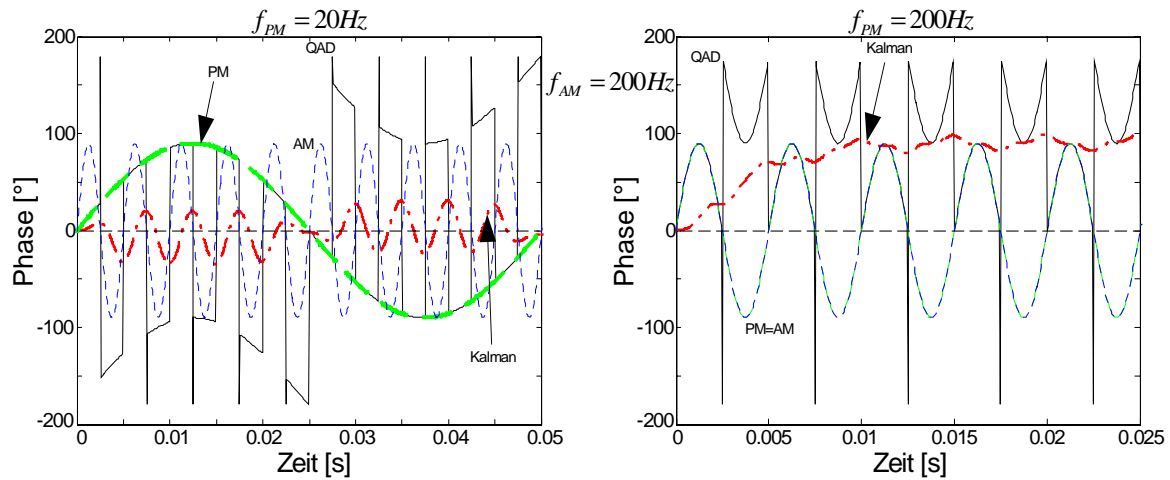 f_PM = 20Hz
200
100
0
-100
-200
Phase [°]
QAD
PM
AM
Kalman
0
0.01
0.02
0.03
0.04
0.05
Zeit [s]
f_AM = 200Hz
f_PM = 200Hz
200
100
0
-100
-200
Phase [°]
QAD
Kalman
PM=AM
0
0.005
0.01
0.015
0.02
0.025
Zeit [s]